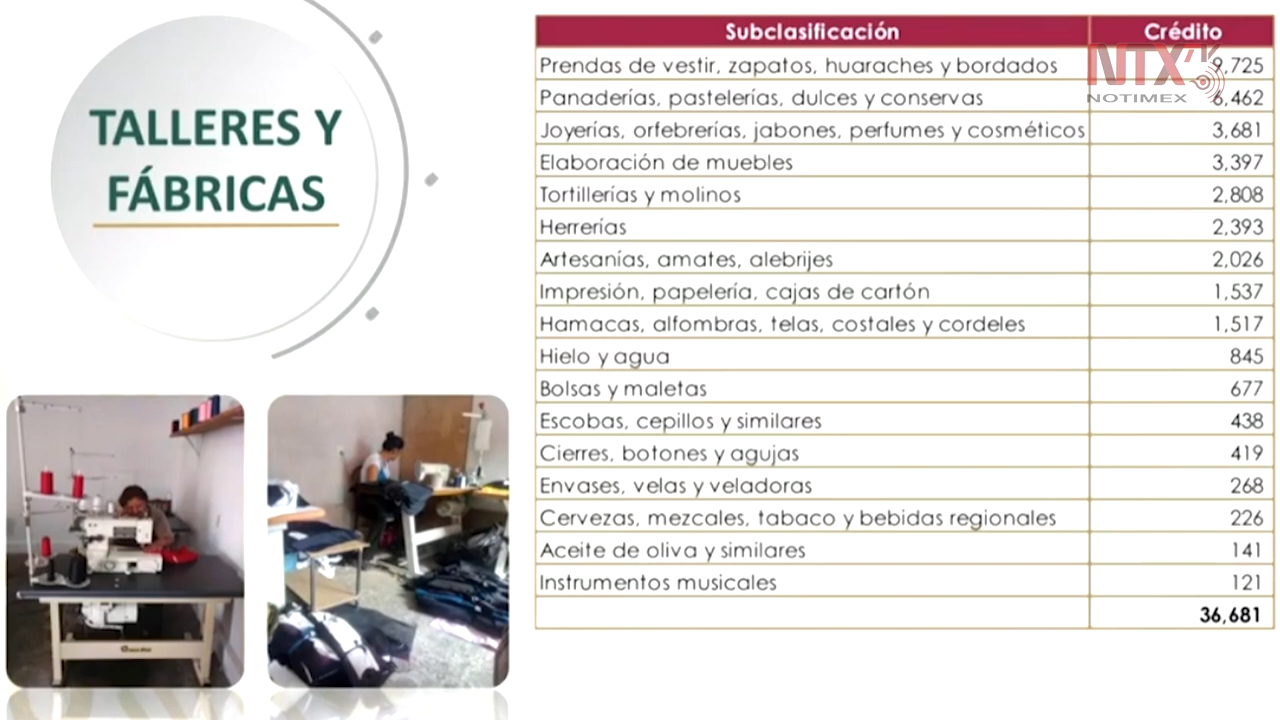 TALLERES Y
FÁBRICAS
Subclasificación Crédito
Prendas de vestir, zapatos, huaraches y bordados 9,725
Panaderías, pastelerías, dulces y conservas 6,462
Joyerías, orfebrerías, jabones, perfumes y cosméticos 3,681
Elaboración de muebles 3,397
Tortillerías y molinos 2,808
Herrerías 2,393
Artesanías, amates, alebrijes 2,026
Impresión, papelería, cajas de cartón 1,537
Hamacas, alfombras, telas, costales y cordeles 1,517
Hielo y agua 845
Bolsas y maletas 677
Escobas, cepillos y similares 438
Cierres, botones y agujas 419
Envases, velas y veladoras 268
Cervezas, mezcales, tabaco y bebidas regionales 226
Aceite de oliva y similares 141
Instrumentos musicales 121
36,681
NTX
NOTIMEX